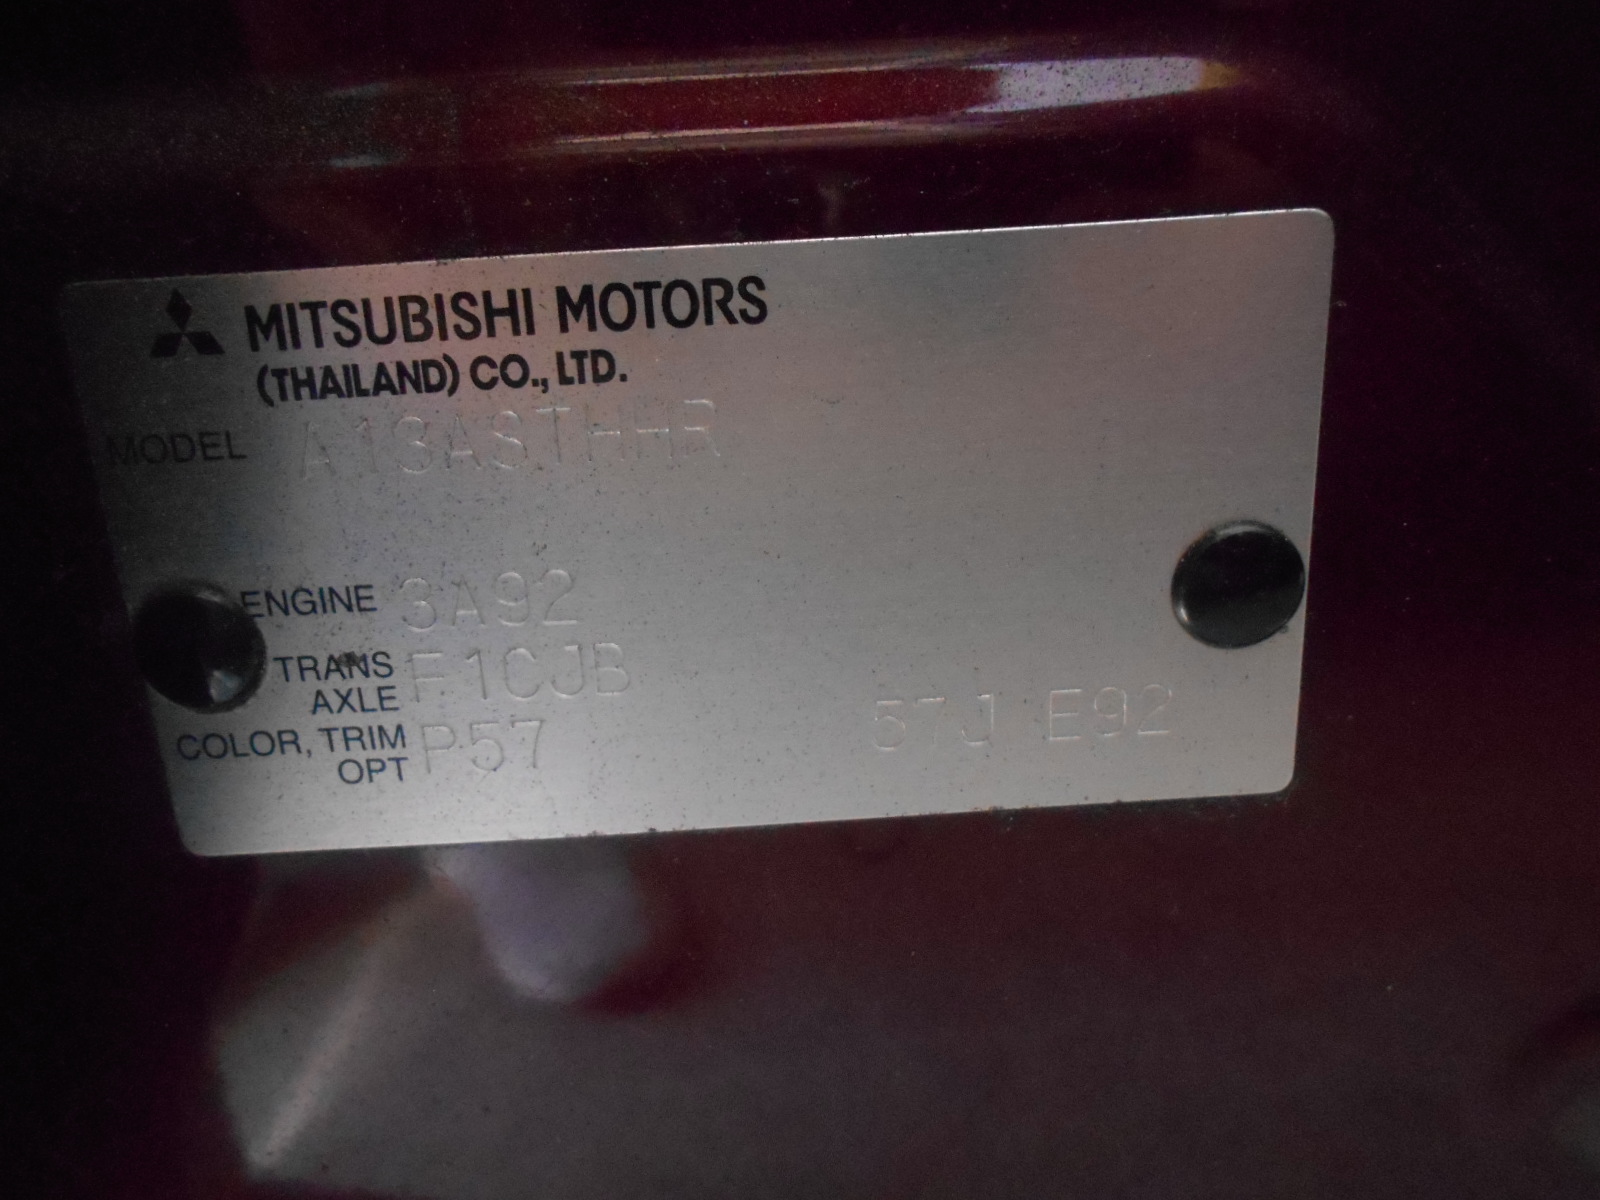 MITSUBISHI MOTORS
(THAILAND) CO., LTD.
MODEL A13ASTHHR
ENGINE 3A92
TRANS
AXLE F1CJB
COLOR, TRIM
OPT P57 57J E92